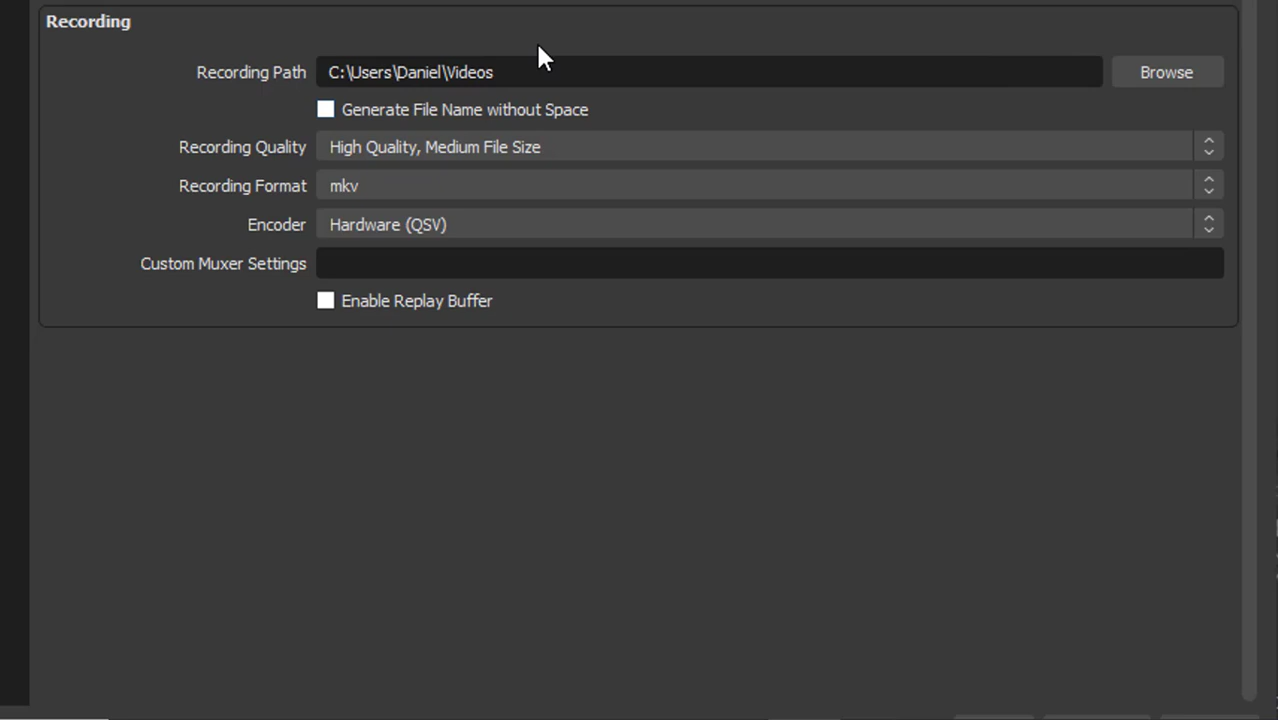 Recording
Recording Path C:\Users\Daniel\Videos Browse
Generate File Name without Space
Recording Quality High Quality, Medium File Size
Recording Format mkv
Encoder Hardware (QSV)
Custom Muxer Settings
Enable Replay Buffer